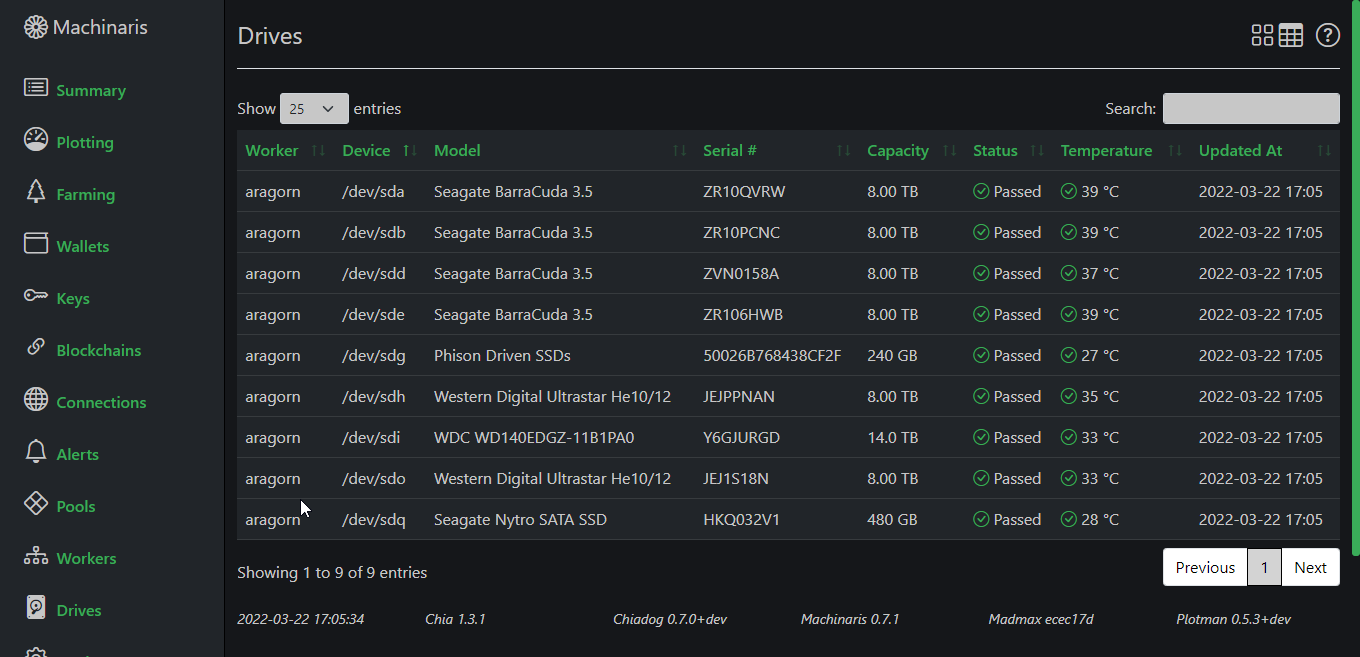 Machinaris
Summary
Plotting
Farming
Wallets
Keys
Blockchains
Connections
Alerts
Pools
Workers
Drives
Drives
Show 25 entries
Search:
Worker Device Model Serial # Capacity Status Temperature Updated At
aragorn /dev/sda Seagate BarraCuda 3.5 ZR10QVRW 8.00 TB Passed 39 °C 2022-03-22 17:05
aragorn /dev/sdb Seagate BarraCuda 3.5 ZR10PCNC 8.00 TB Passed 39 °C 2022-03-22 17:05
aragorn /dev/sdd Seagate BarraCuda 3.5 ZVN0158A 8.00 TB Passed 37 °C 2022-03-22 17:05
aragorn /dev/sde Seagate BarraCuda 3.5 ZR106HWB 8.00 TB Passed 39 °C 2022-03-22 17:05
aragorn /dev/sdg Phison Driven SSDs 50026B768438CF2F 240 GB Passed 27 °C 2022-03-22 17:05
aragorn /dev/sdh Western Digital Ultrastar He10/12 JEJPPNAN 8.00 TB Passed 35 °C 2022-03-22 17:05
aragorn /dev/sdi WDC WD140EDGZ-11B1PA0 Y6GJURGD 14.0 TB Passed 33 °C 2022-03-22 17:05
aragorn /dev/sdo Western Digital Ultrastar He10/12 JEJ1S18N 8.00 TB Passed 33 °C 2022-03-22 17:05
aragorn /dev/sdq Seagate Nytro SATA SSD HKQ032V1 480 GB Passed 28 °C 2022-03-22 17:05
Showing 1 to 9 of 9 entries
Previous 1 Next
2022-03-22 17:05:34 Chia 1.3.1 Chiadog 0.7.0+dev Machinaris 0.7.1 Madmax ecec17d Plotman 0.5.3+dev